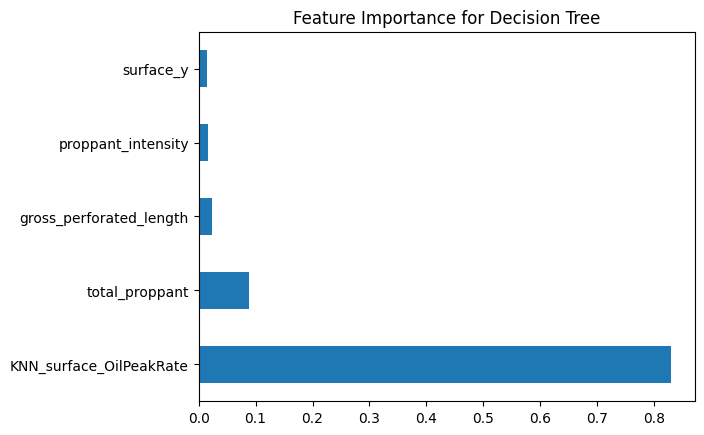 Feature Importance for Decision Tree
surface_y
proppant_intensity
gross_perforated_length
total_proppant
KNN_surface_OilPeakRate
0.0 0.1 0.2 0.3 0.4 0.5 0.6 0.7 0.8